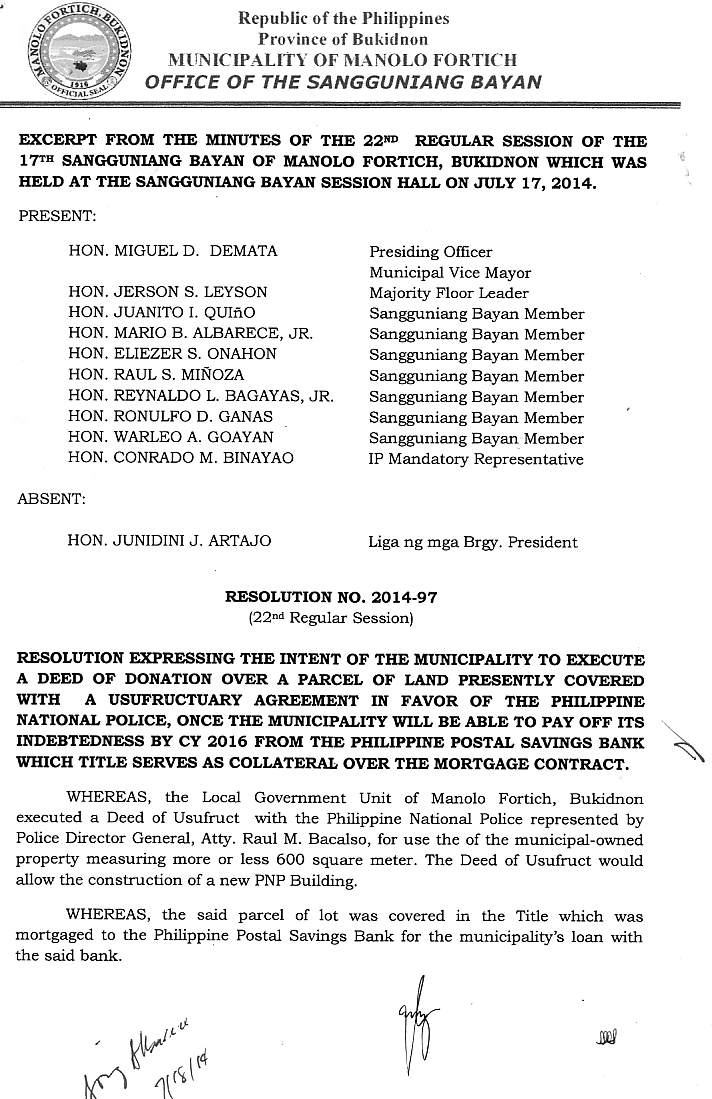 MANOLO FORTICH, BUKIDNON
1916
OFFICIAL SEAL
Republic of the Philippines
Province of Bukidnon
MUNICIPALITY OF MANOLO FORTICH
OFFICE OF THE SANGGUNIANG BAYAN
EXCERPT FROM THE MINUTES OF THE 22ND REGULAR SESSION OF THE
17TH SANGGUNIANG BAYAN OF MANOLO FORTICH, BUKIDNON WHICH WAS
HELD AT THE SANGGUNIANG BAYAN SESSION HALL ON JULY 17, 2014.
PRESENT:
HON. MIGUEL D. DEMATA Presiding Officer
Municipal Vice Mayor
HON. JERSON S. LEYSON Majority Floor Leader
HON. JUANITO I. QUIñO Sangguniang Bayan Member
HON. MARIO B. ALBARECE, JR. Sangguniang Bayan Member
HON. ELIEZER S. ONAHON Sangguniang Bayan Member
HON. RAUL S. MIÑOZA Sangguniang Bayan Member
HON. REYNALDO L. BAGAYAS, JR. Sangguniang Bayan Member
HON. RONULFO D. GANAS Sangguniang Bayan Member
HON. WARLEO A. GOAYAN Sangguniang Bayan Member
HON. CONRADO M. BINAYAO IP Mandatory Representative
ABSENT:
HON. JUNIDINI J. ARTAJO Liga ng mga Brgy. President
RESOLUTION NO. 2014-97
(22nd Regular Session)
RESOLUTION EXPRESSING THE INTENT OF THE MUNICIPALITY TO EXECUTE
A DEED OF DONATION OVER A PARCEL OF LAND PRESENTLY COVERED
WITH A USUFRUCTUARY AGREEMENT IN FAVOR OF THE PHILIPPINE
NATIONAL POLICE, ONCE THE MUNICIPALITY WILL BE ABLE TO PAY OFF ITS
INDEBTEDNESS BY CY 2016 FROM THE PHILIPPINE POSTAL SAVINGS BANK
WHICH TITLE SERVES AS COLLATERAL OVER THE MORTGAGE CONTRACT.
WHEREAS, the Local Government Unit of Manolo Fortich, Bukidnon
executed a Deed of Usufruct with the Philippine National Police represented by
Police Director General, Atty. Raul M. Bacalso, for use the of the municipal-owned
property measuring more or less 600 square meter. The Deed of Usufruct would
allow the construction of a new PNP Building.
WHEREAS, the said parcel of lot was covered in the Title which was
mortgaged to the Philippine Postal Savings Bank for the municipality's loan with
the said bank.
7/18/14